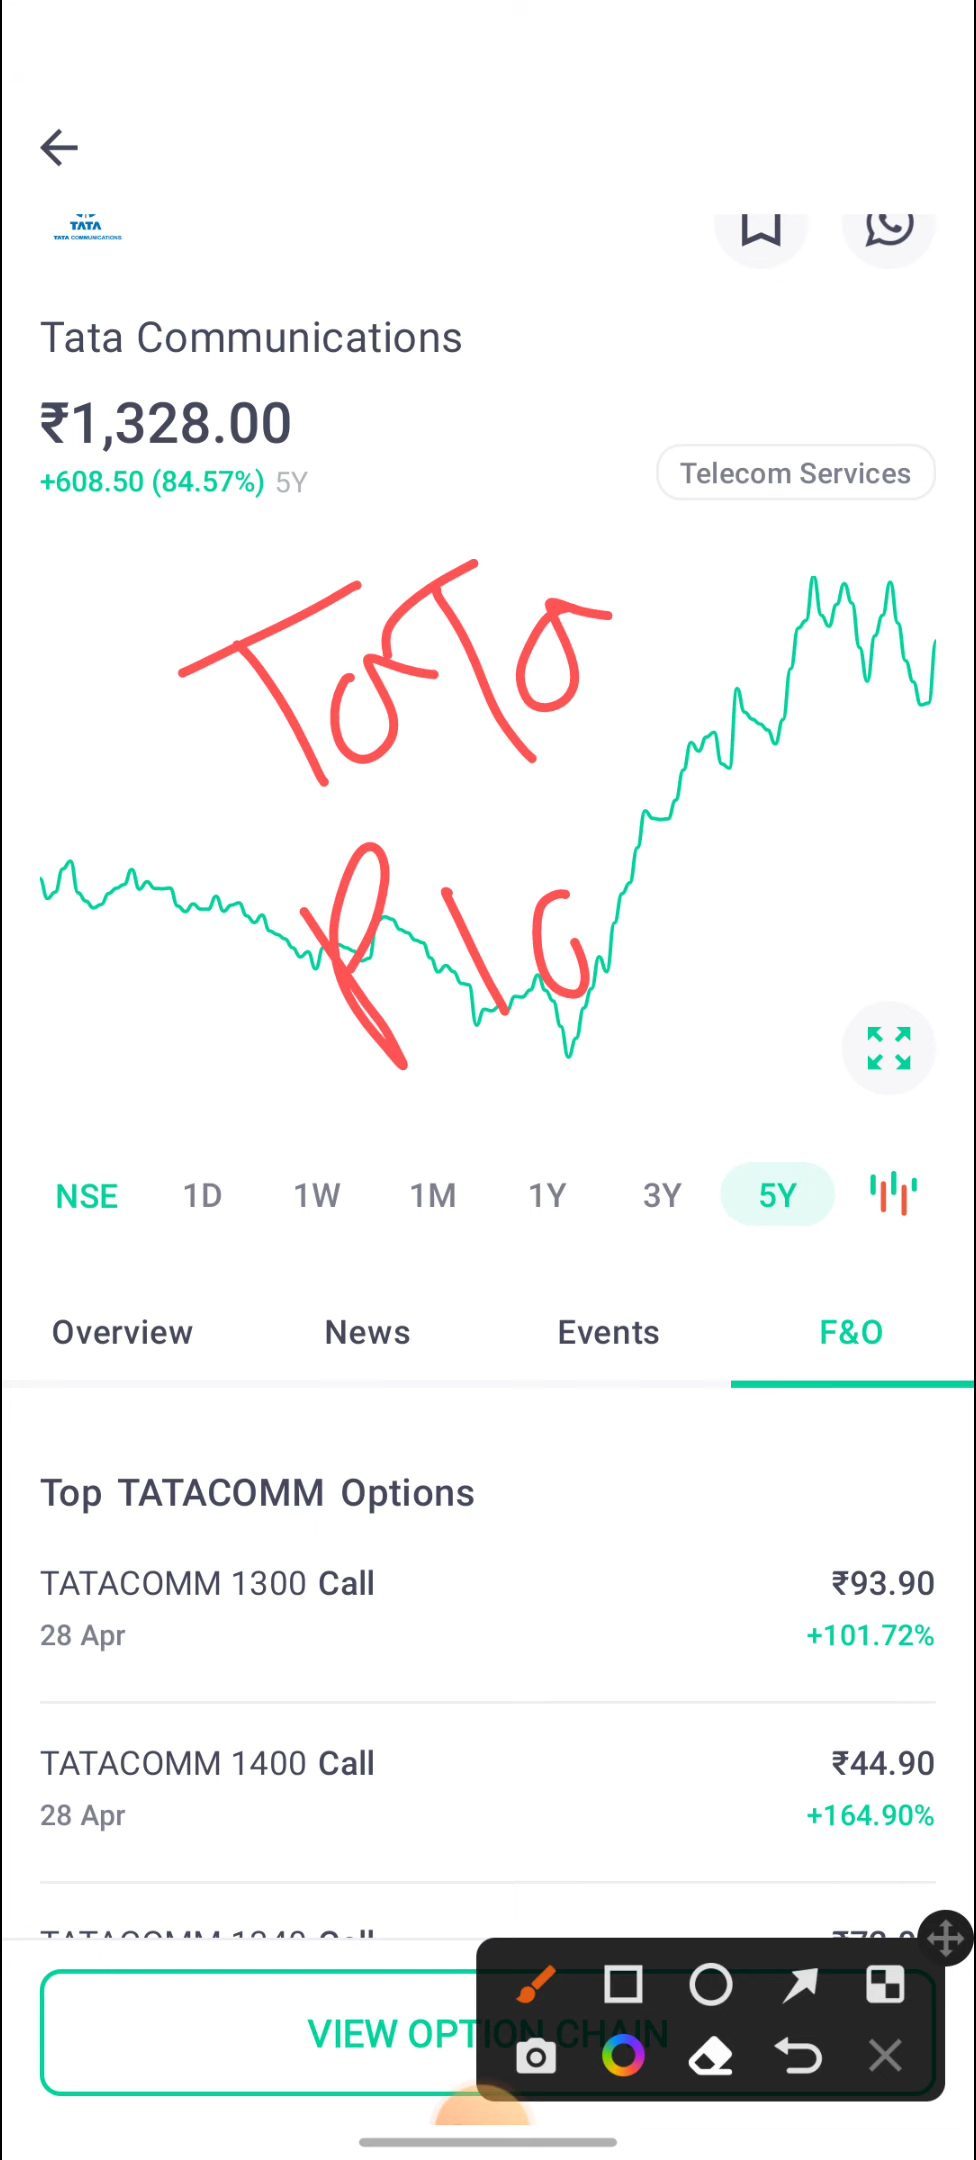 TATA
TATA COMMUNICATIONS
Tata Communications
₹1,328.00
+608.50 (84.57%) 5Y
Telecom Services
TaTa
NSE 1D 1W 1M 1Y 3Y 5Y
Overview News Events F&O
Top TATACOMM Options
TATACOMM 1300 Call ₹93.90
28 Apr +101.72%
TATACOMM 1400 Call ₹44.90
28 Apr +164.90%
VIEW OPTION CHAIN